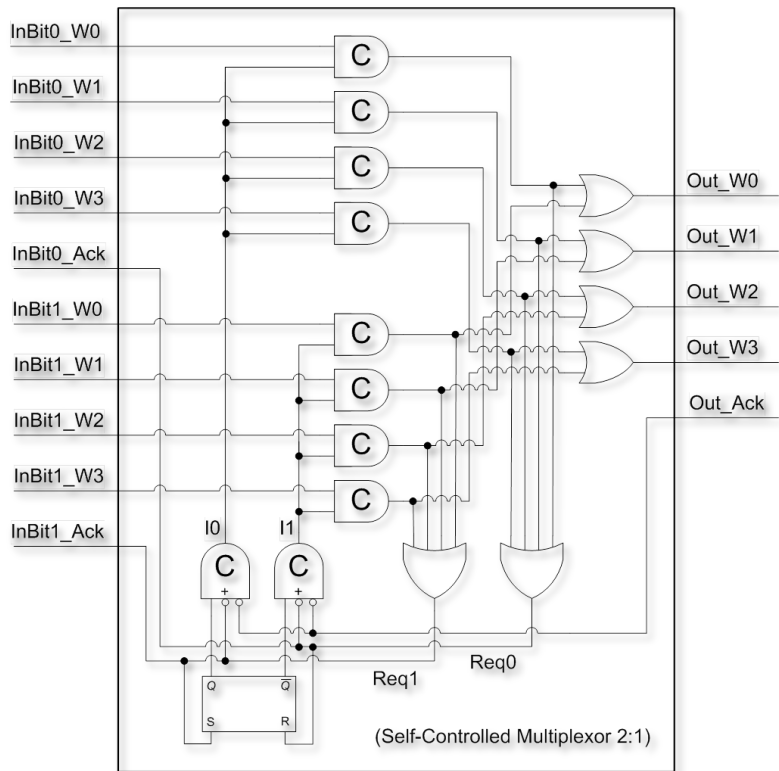 InBit0_W0
C
InBit0_W1
C
InBit0_W2
C
Out_W0
InBit0_W3
C
Out_W1
InBit0_Ack
Out_W2
InBit1_W0
C
Out_W3
InBit1_W1
C
Out_Ack
InBit1_W2
C
InBit1_W3
C
InBit1_Ack
I0
I1
C
+
C
+
Req1
Req0
Q
Q̅
S
R
(Self-Controlled Multiplexor 2:1)